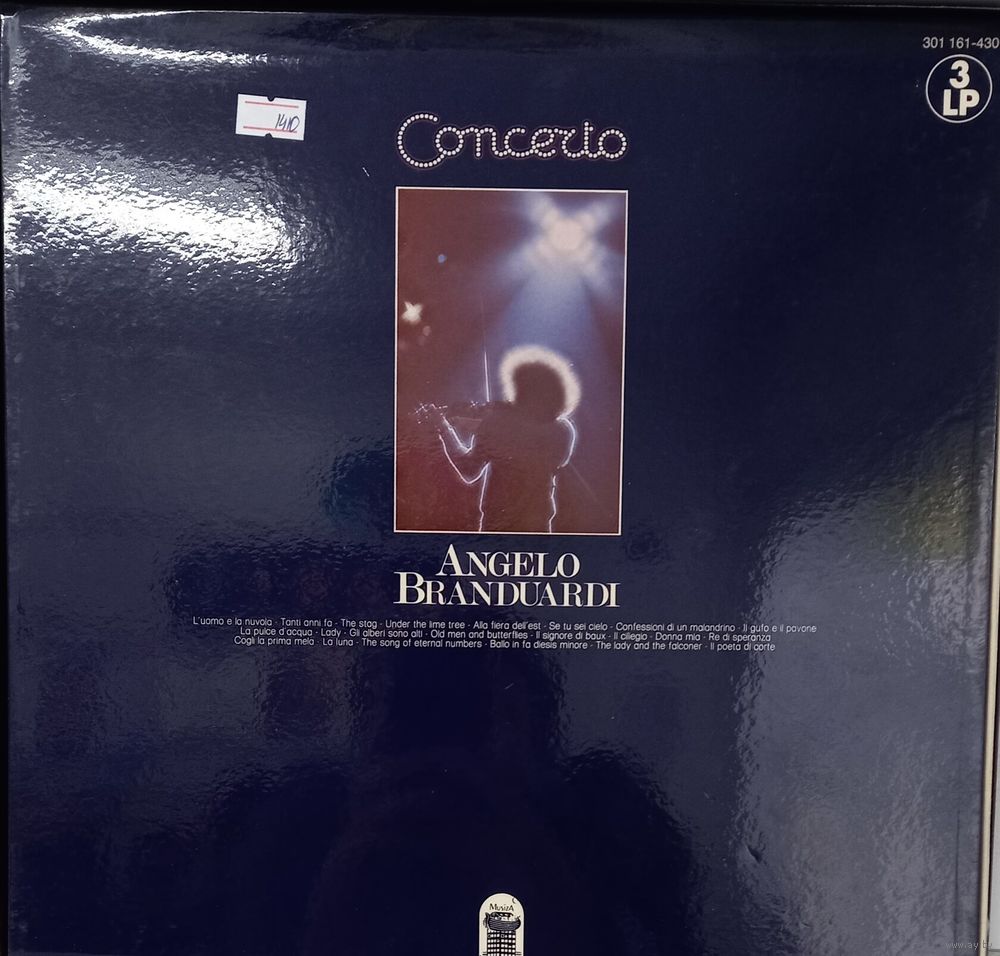 301 161-430
3
LP
1410
Concerto
ANGELO
BRANDUARDI
L'uomo e la nuvola · Tanti anni fa · The stag · Under the lime tree · Alla fiera dell'est · Se tu sei cielo · Confessioni di un malandrino · Il gufo e il pavone
La pulce d'acqua · Lady · Gli alberi sono alti · Old men and butterflies · Il signore di baux · Il ciliegio · Donna mia · Re di speranza
Cogli la prima mela · La luna · The song of eternal numbers · Ballo in fa diesis minore · The lady and the falconer · Il poeta di corte
MusizA
www.ay.by